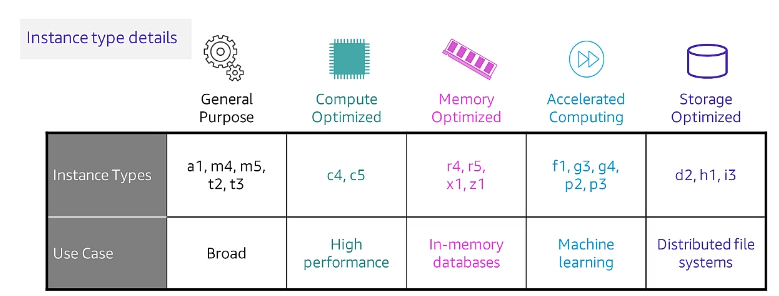 Instance type details
General
Purpose
Compute
Optimized
Memory
Optimized
Accelerated
Computing
Storage
Optimized
Instance Types
a1, m4, m5,
t2, t3
c4, c5
r4, r5,
x1, z1
f1, g3, g4,
p2, p3
d2, h1, i3
Use Case
Broad
High
performance
In-memory
databases
Machine
learning
Distributed file
systems